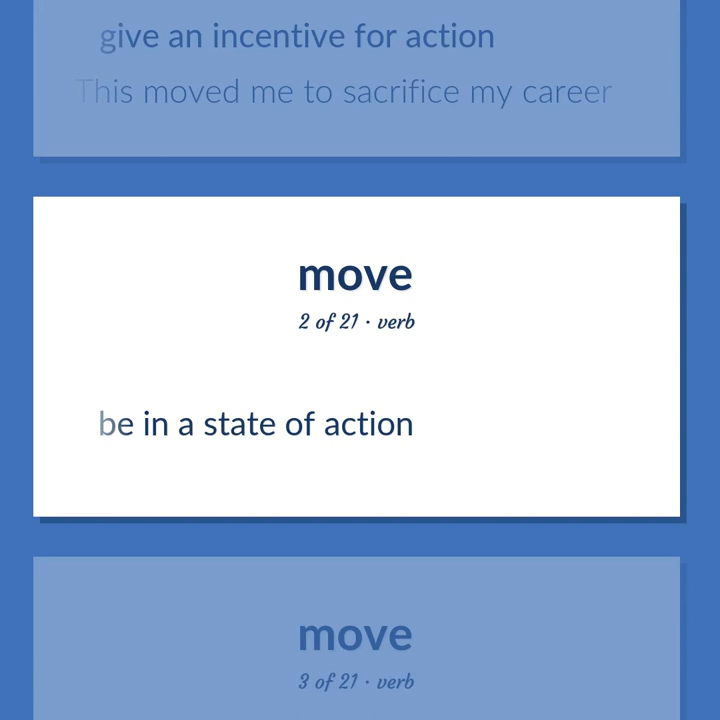 give an incentive for action
This moved me to sacrifice my career
move
2 of 21 · verb
be in a state of action
move
3 of 21 · verb